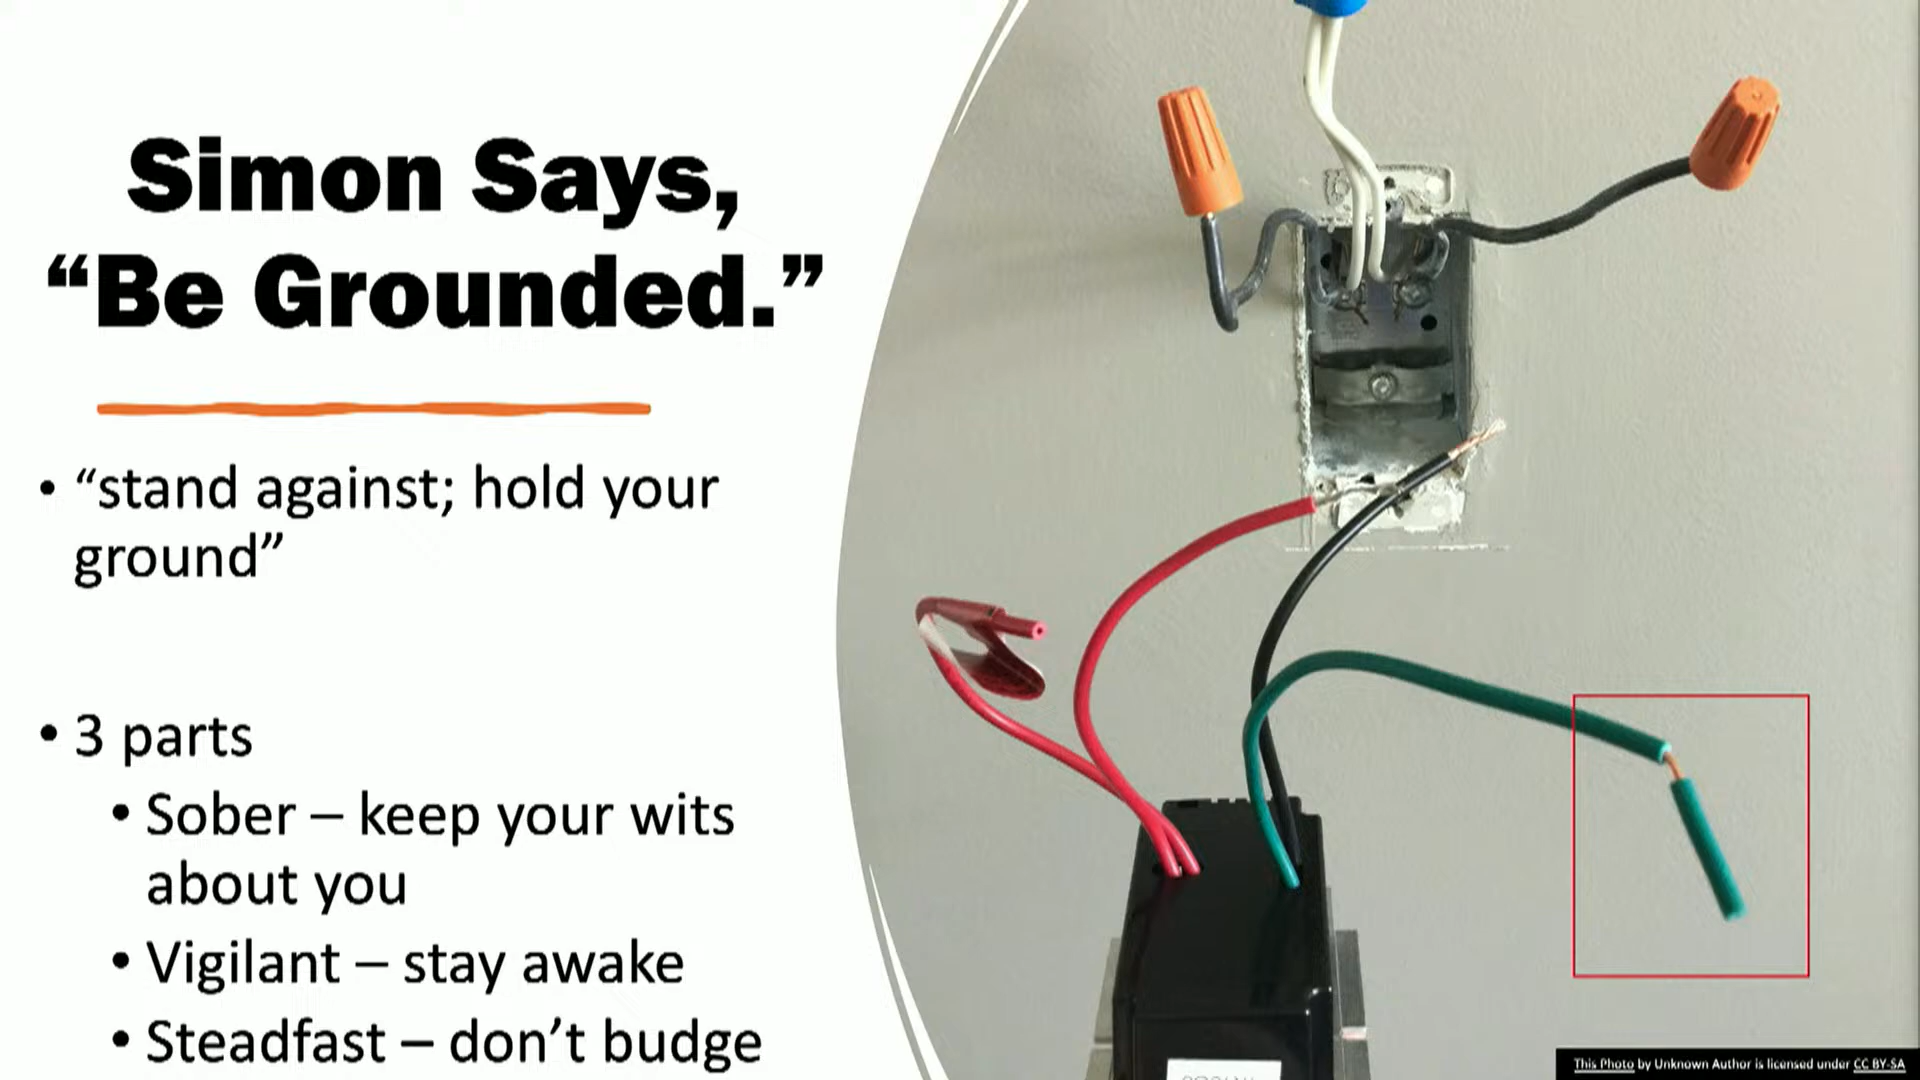 Simon Says,
“Be Grounded.”
• “stand against; hold your
ground”
• 3 parts
• Sober – keep your wits
about you
• Vigilant – stay awake
• Steadfast – don’t budge
This Photo by Unknown Author is licensed under CC BY-SA